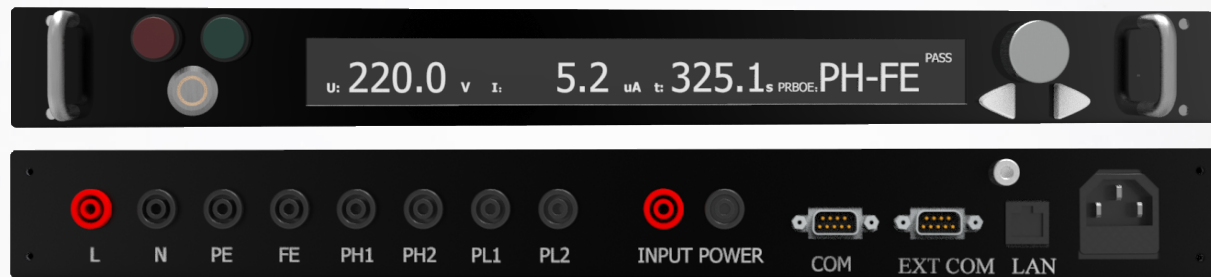 PASS
U: 220.0 V I: 5.2 uA t: 325.1s PRBOE: PH-FE
L N PE FE PH1 PH2 PL1 PL2 INPUT POWER COM EXT COM LAN